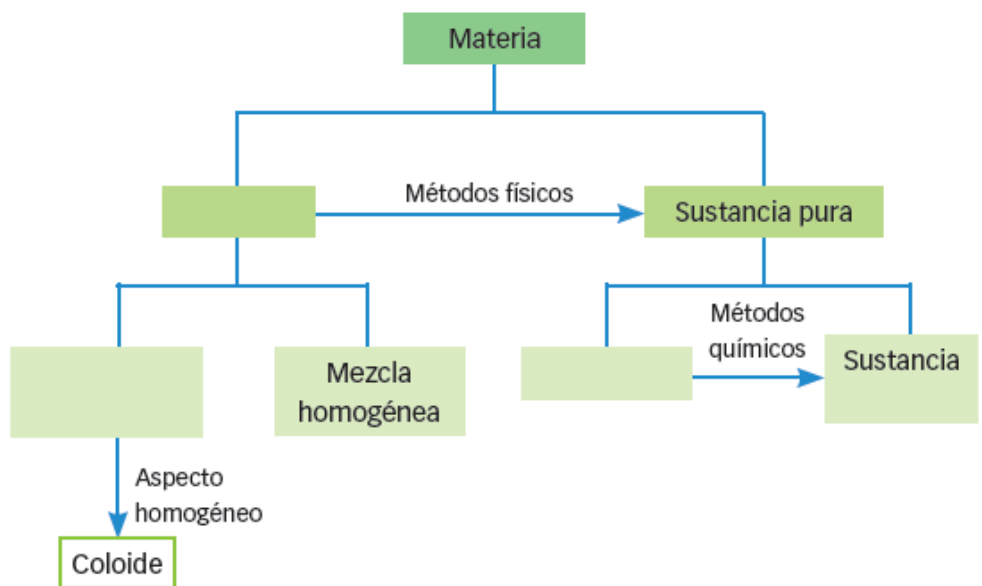 Materia
Métodos físicos
Sustancia pura
Métodos
químicos
Mezcla
homogénea
Sustancia
Aspecto
homogéneo
Coloide